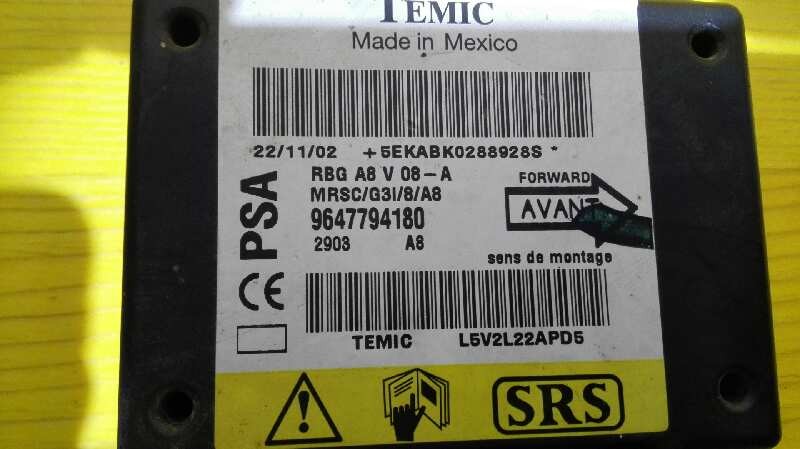 TEMIC
Made in Mexico
22/11/02 +5EKABK0288928S *
PSA
RBG A8 V 08-A
MRSC/G3I/8/A8
9647794180
2903 A8
FORWARD
AVANT
sens de montage
CE
TEMIC L5V2L22APD5
SRS